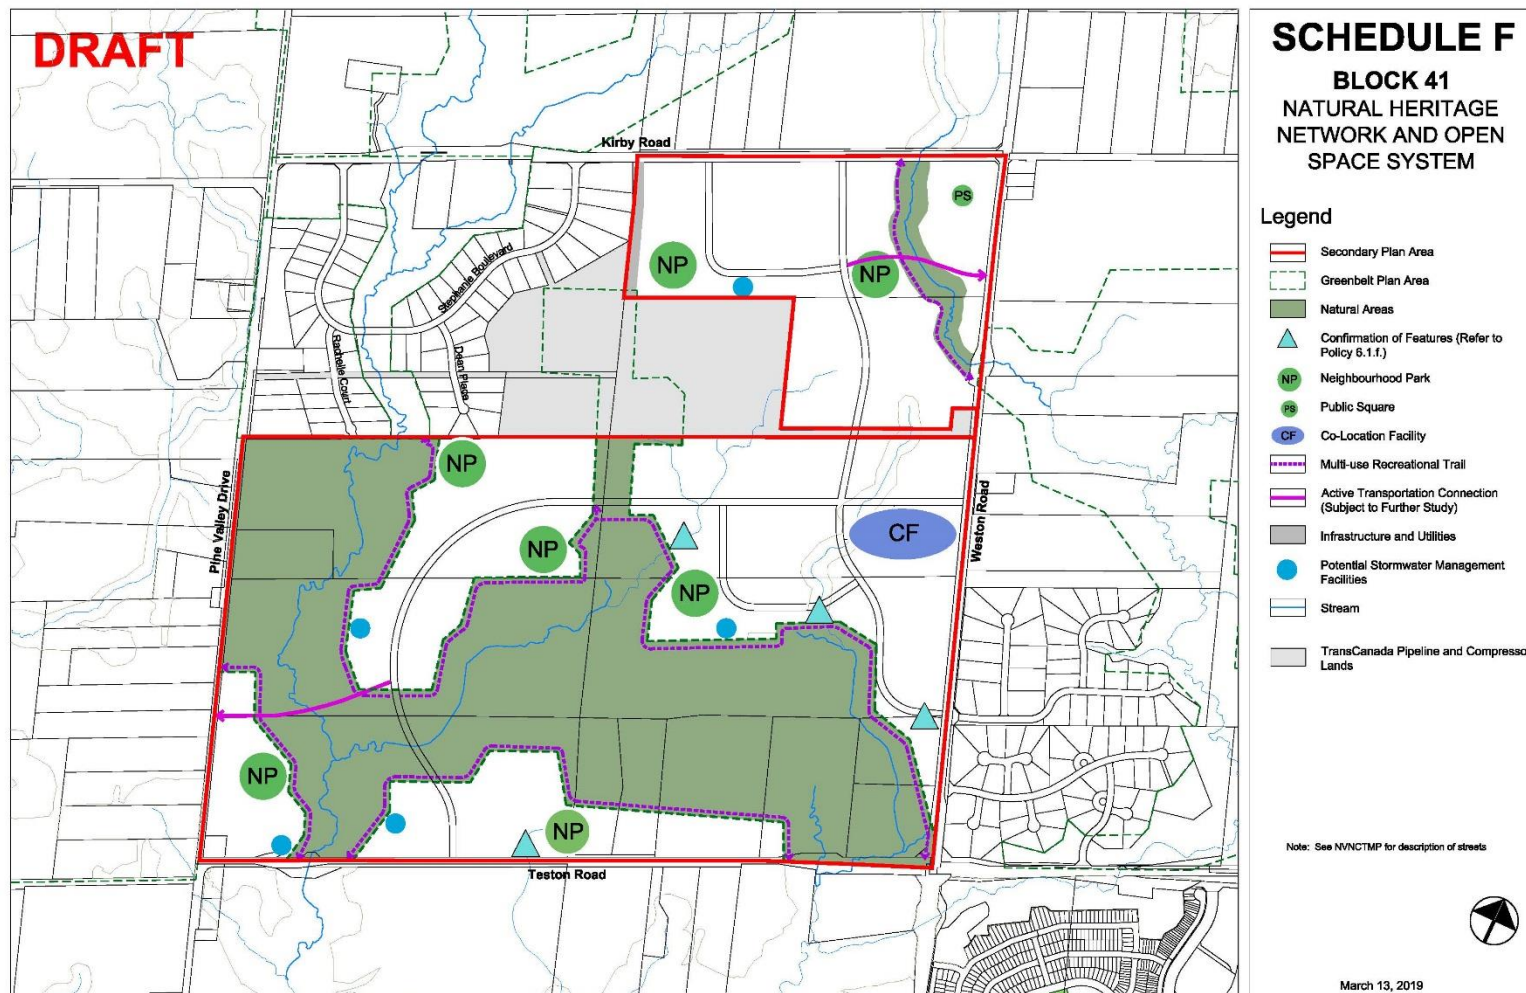 DRAFT
SCHEDULE F
BLOCK 41
NATURAL HERITAGE
NETWORK AND OPEN
SPACE SYSTEM
Legend
Secondary Plan Area
Greenbelt Plan Area
Natural Areas
Confirmation of Features (Refer to
Policy 6.1.f.)
NP
Neighbourhood Park
PS
Public Square
CF
Co-Location Facility
Multi-use Recreational Trail
Active Transportation Connection
(Subject to Further Study)
Infrastructure and Utilities
Potential Stormwater Management
Facilities
Stream
TransCanada Pipeline and Compresso
Lands
Note: See NVNCTMP for description of streets
March 13, 2019
Kirby Road
PS
NP
NP
Stephanie Boulevard
Rachelle Court
Dean Place
NP
Pine Valley Drive
Weston Road
CF
NP
NP
NP
NP
Teston Road